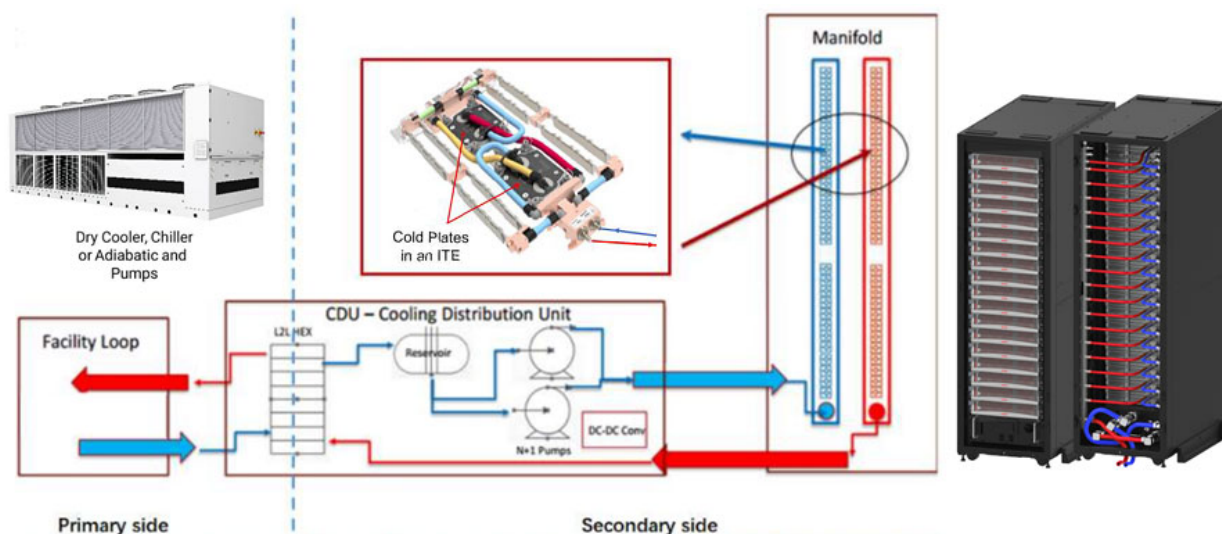 Manifold
Cold Plates
in an ITE
Dry Cooler, Chiller
or Adiabatic and
Pumps
CDU – Cooling Distribution Unit
L2L HEX
Facility Loop
Reservoir
DC-DC Conv
N+1 Pumps
Primary side
Secondary side